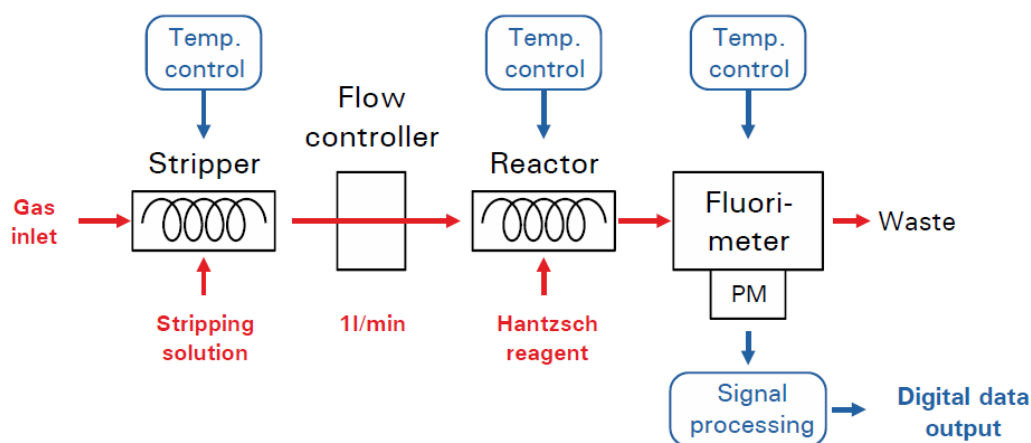 Temp.
control
Temp.
control
Temp.
control
Flow
controller
Stripper
Reactor
Gas
inlet
Fluori-
meter
Waste
PM
Stripping
solution
1l/min
Hantzsch
reagent
Signal
processing
Digital data
output